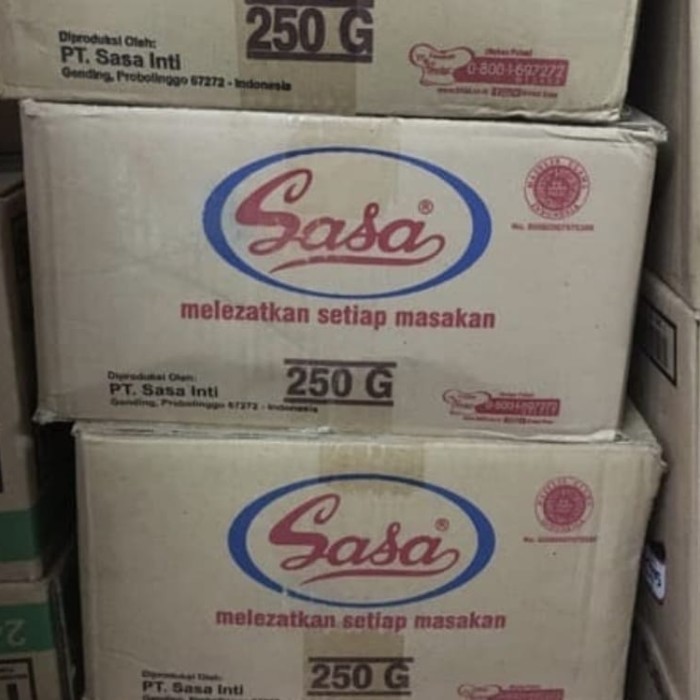 250 G
Diproduksi Oleh:
PT. Sasa Inti
Gending, Probolinggo 67272 - Indonesia
0-800-1-697272
Sasa®
melezatkan setiap masakan
Diproduksi Oleh:
PT. Sasa Inti
Gending, Probolinggo 67272 - Indonesia
250 G
Sasa®
melezatkan setiap masakan
Diproduksi Oleh:
PT. Sasa Inti
250 G